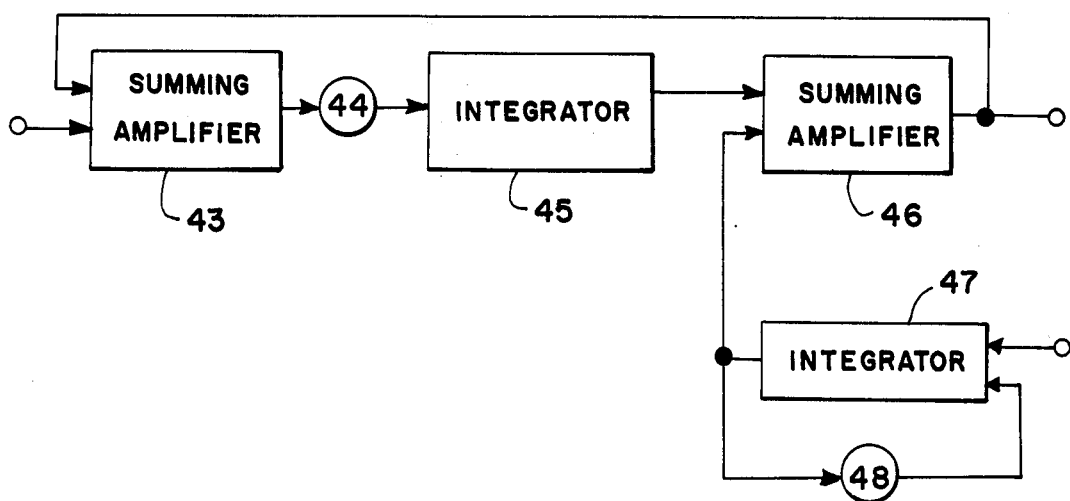 SUMMING
AMPLIFIER
43
44
INTEGRATOR
45
SUMMING
AMPLIFIER
46
47
INTEGRATOR
48